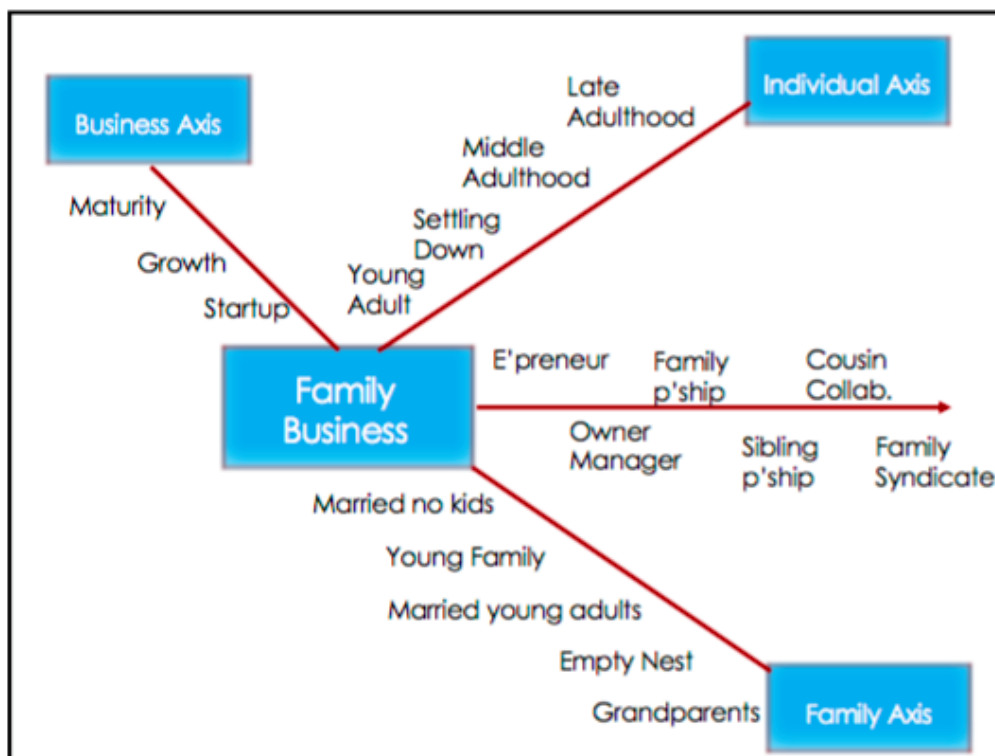 Individual Axis
Late
Adulthood
Business Axis
Middle
Adulthood
Maturity
Settling
Down
Growth
Young
Adult
Startup
Family
Business
E'preneur
Family
p'ship
Cousin
Collab.
Owner
Manager
Sibling
p'ship
Family
Syndicate
Married no kids
Young Family
Married young adults
Empty Nest
Grandparents
Family Axis